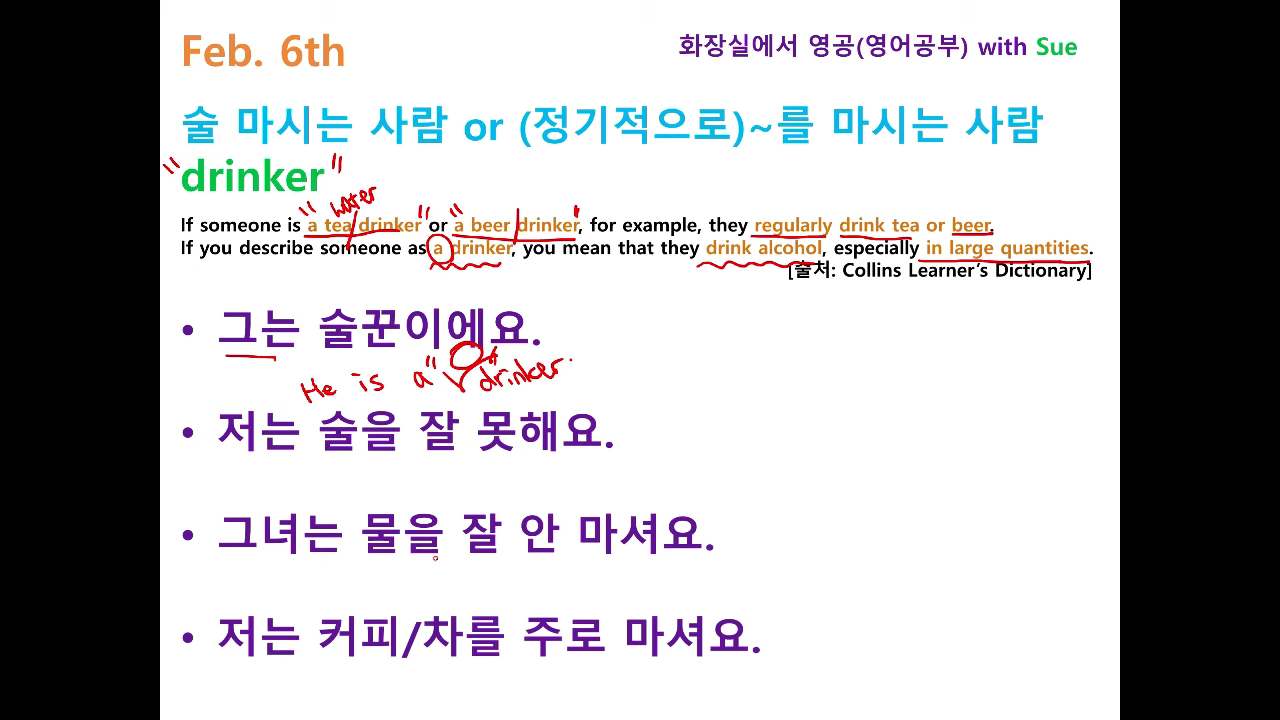 Feb. 6th
화장실에서 영공(영어공부) with Sue
술 마시는 사람 or (정기적으로)~를 마시는 사람
"drinker"
water
If someone is "a tea drinker" or "a beer drinker", for example, they regularly drink tea or beer.
If you describe someone as a drinker, you mean that they drink alcohol, especially in large quantities.
[출처: Collins Learner's Dictionary]
• 그는 술꾼이에요.
He is a " drinker.
• 저는 술을 잘 못해요.
• 그녀는 물을 잘 안 마셔요.
• 저는 커피/차를 주로 마셔요.